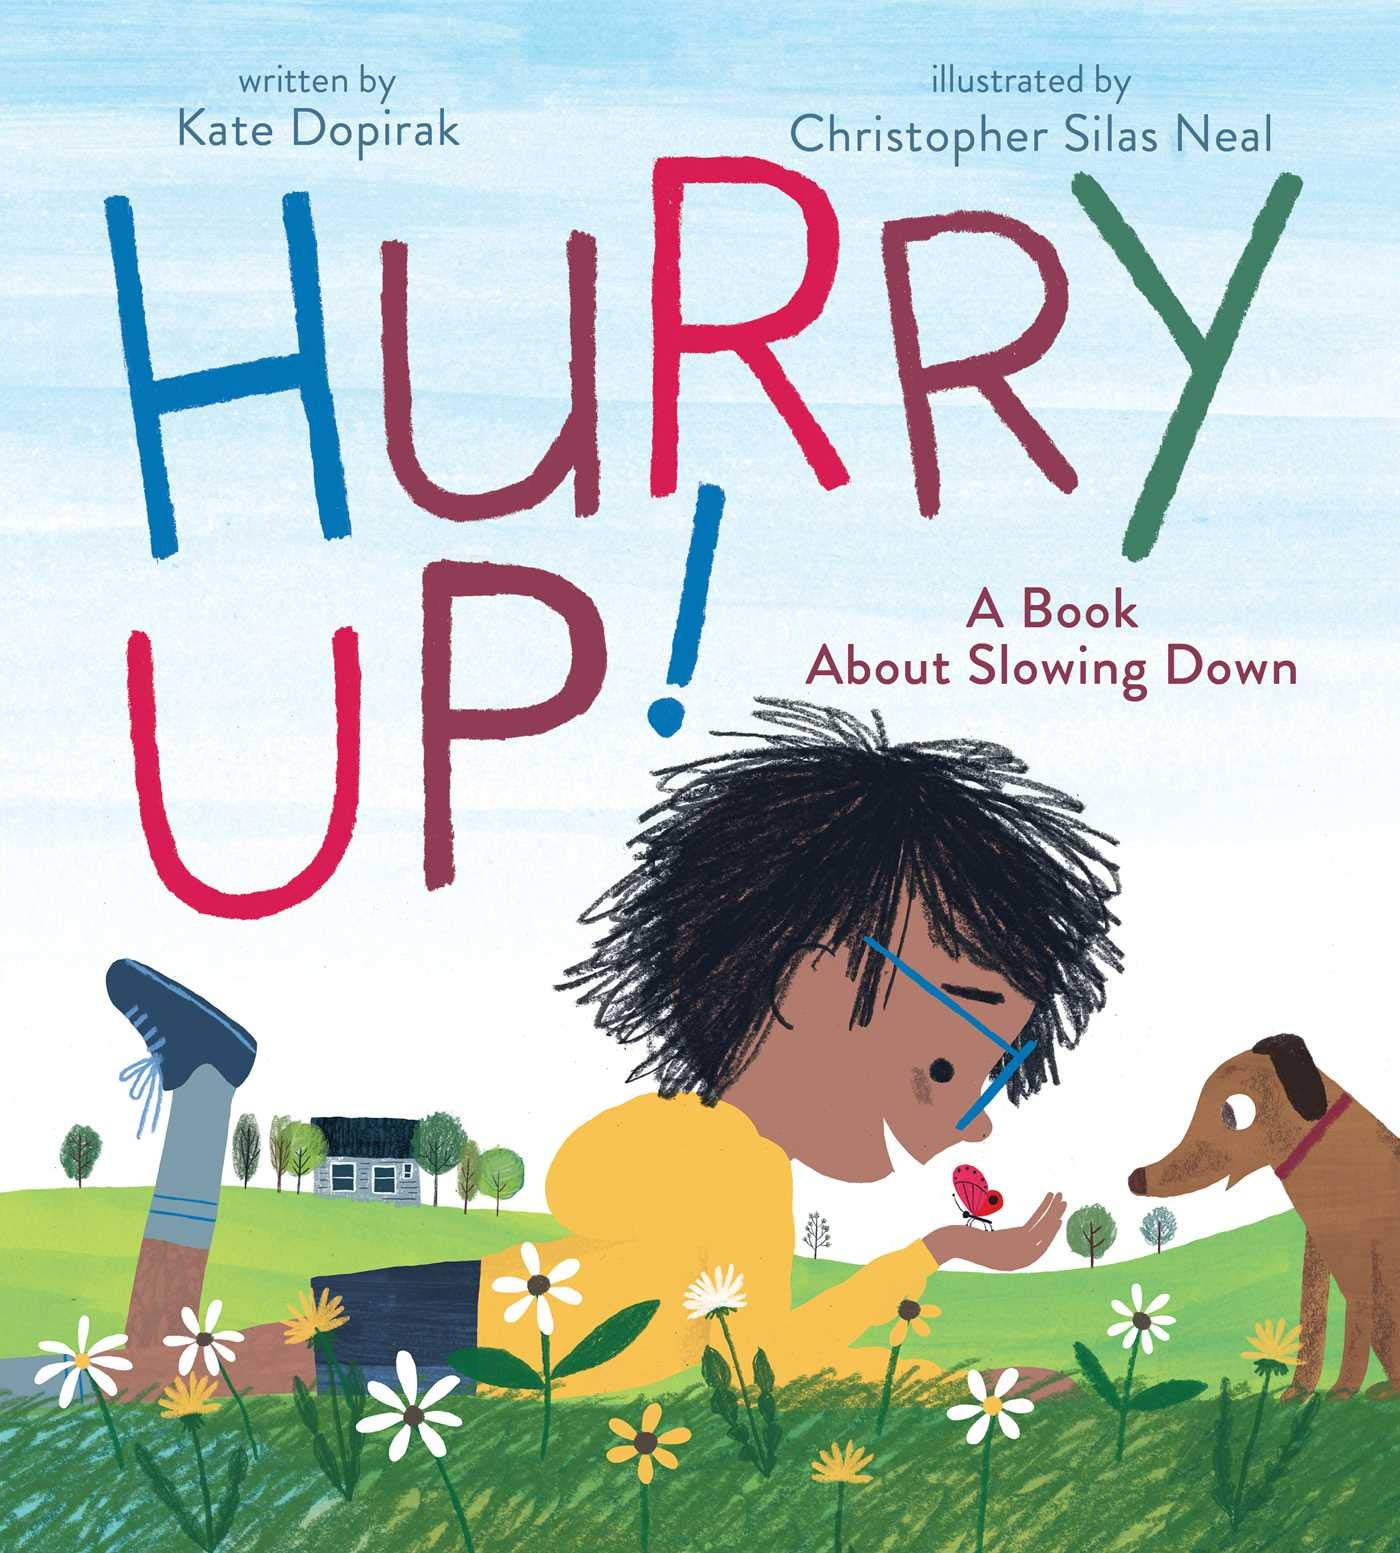 written by
Kate Dopirak
illustrated by
Christopher Silas Neal
HURRY
UP!
A Book
About Slowing Down